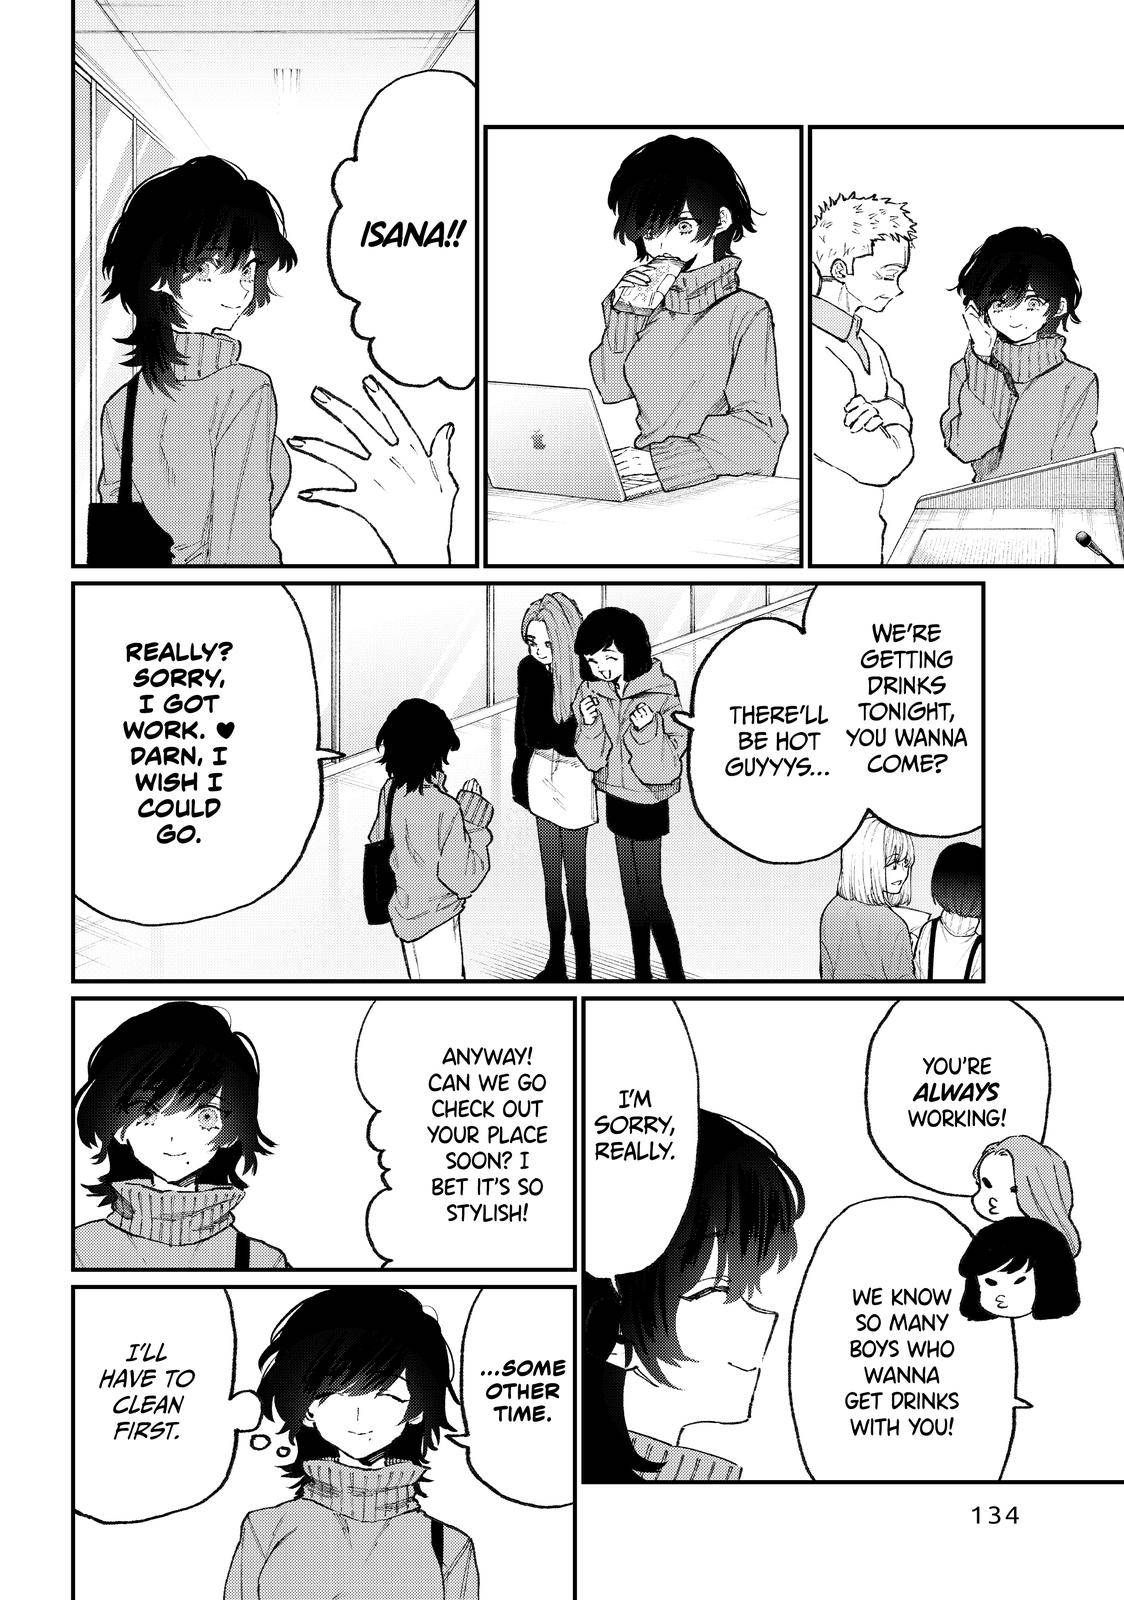 ISANA!!
WE'RE
GETTING
DRINKS
TONIGHT,
YOU WANNA
COME?
THERE'LL
BE HOT
GUYYYS...
REALLY?
SORRY,
I GOT
WORK. ♥
DARN, I
WISH I
COULD
GO.
YOU'RE
ALWAYS
WORKING!
WE KNOW
SO MANY
BOYS WHO
WANNA
GET DRINKS
WITH YOU!
I'M
SORRY,
REALLY.
ANYWAY!
CAN WE GO
CHECK OUT
YOUR PLACE
SOON? I
BET IT'S SO
STYLISH!
...SOME
OTHER
TIME.
I'LL
HAVE TO
CLEAN
FIRST.
134